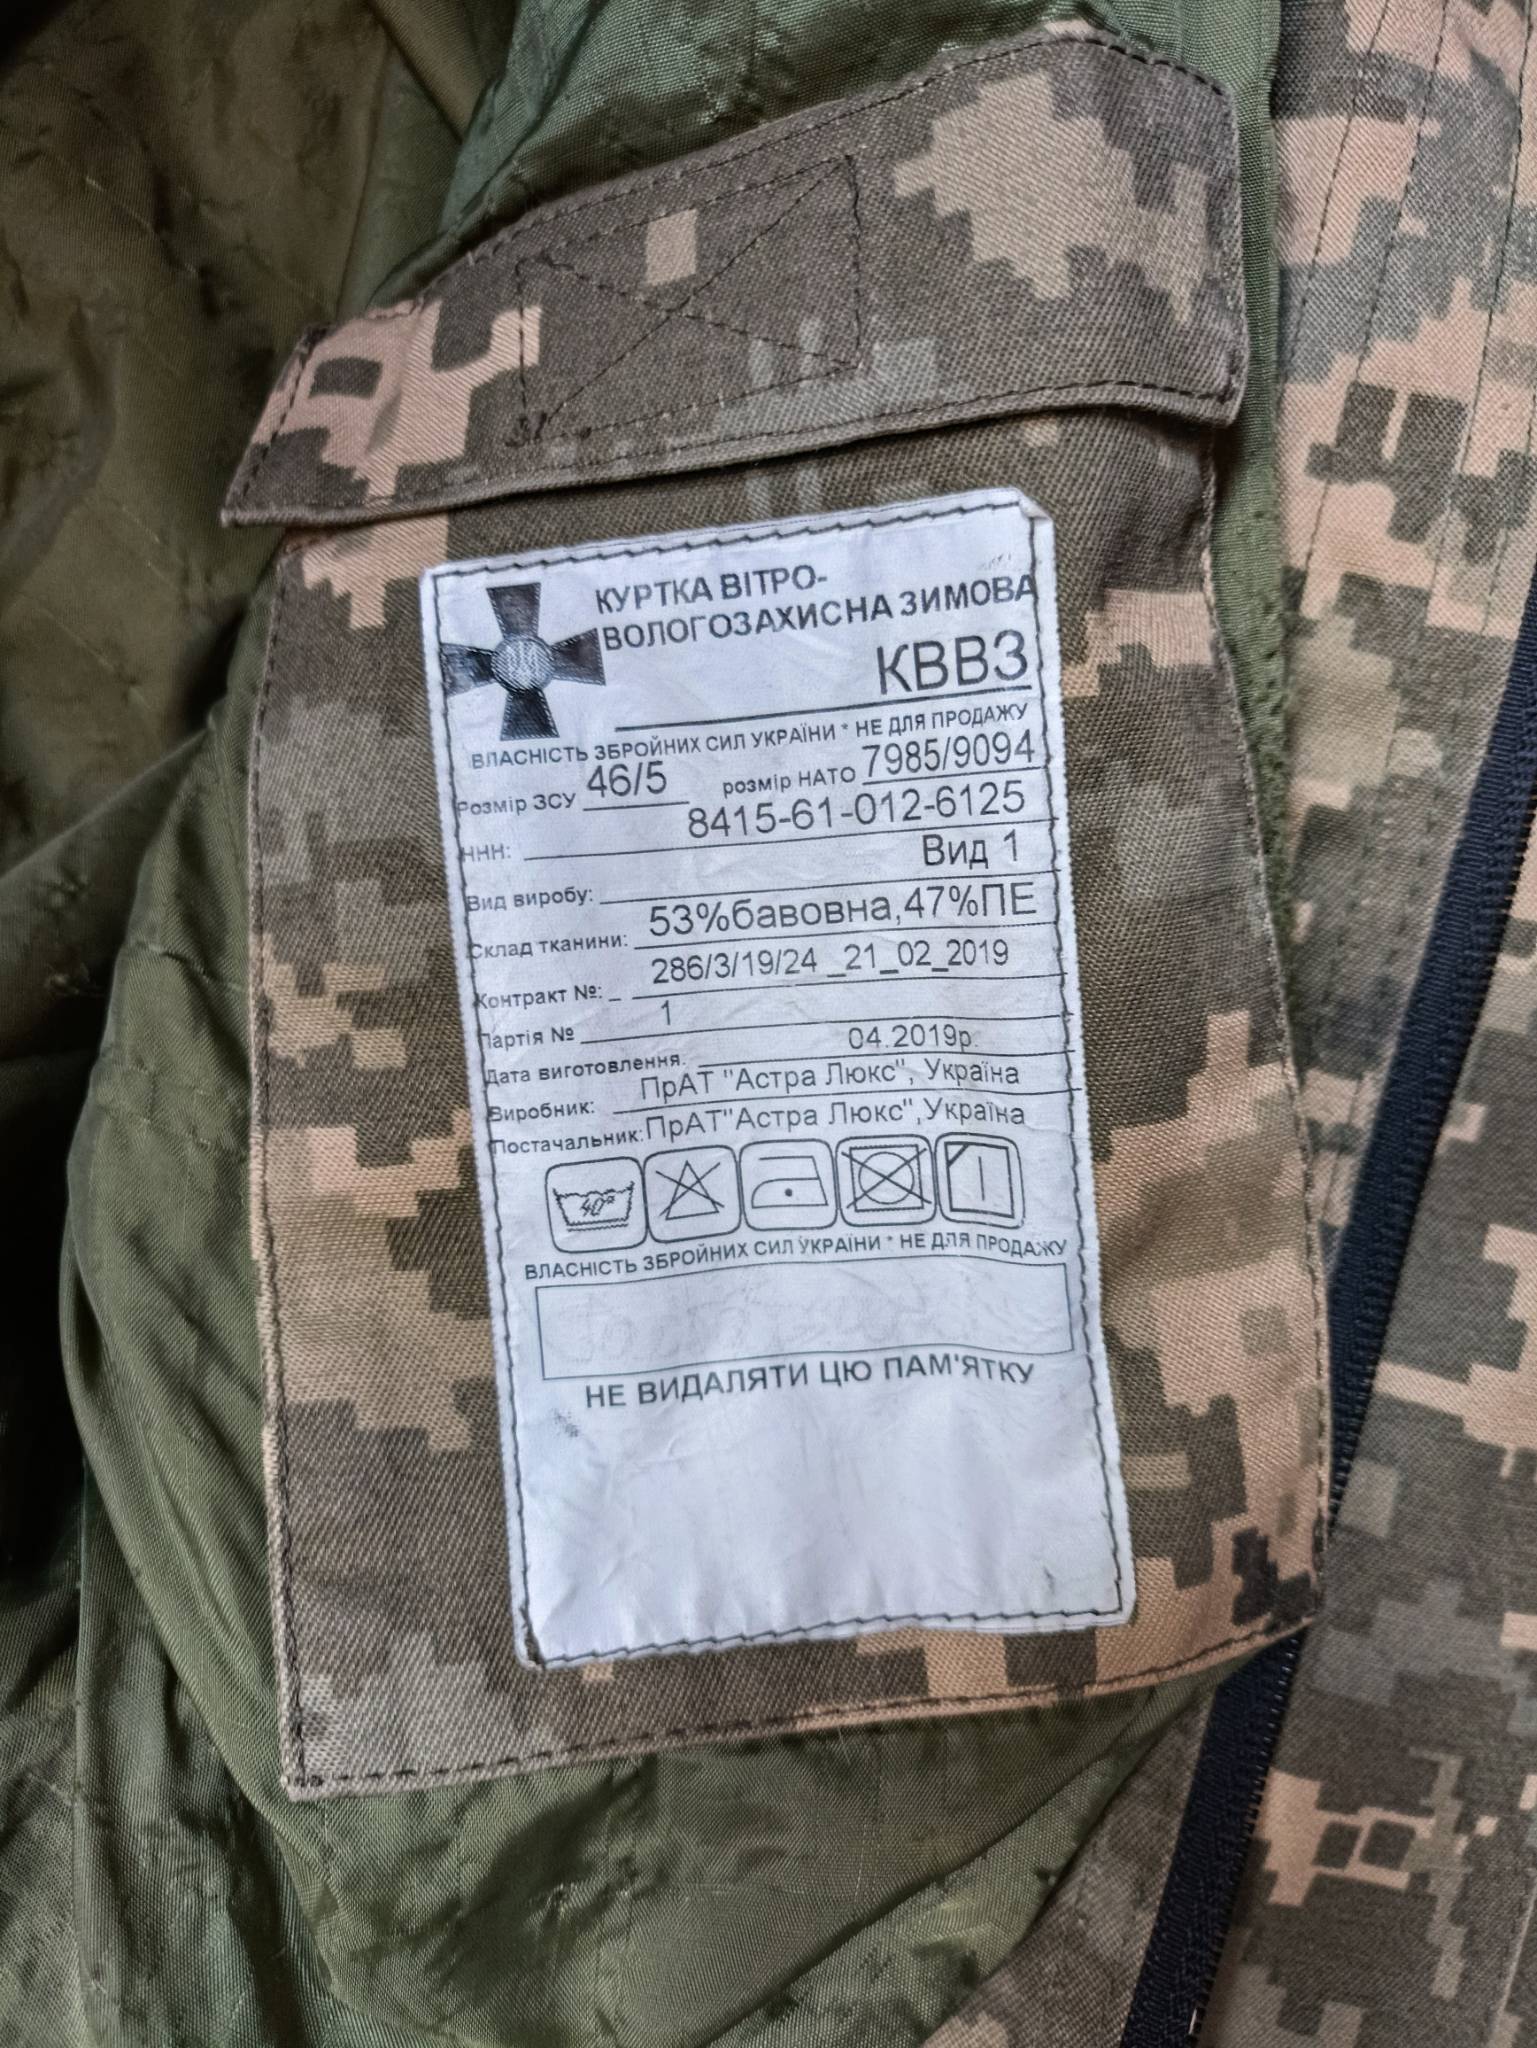 КУРТКА ВІТРО-
ВОЛОГОЗАХИСНА ЗИМОВА
КВВЗ
ВЛАСНІСТЬ ЗБРОЙНИХ СИЛ УКРАЇНИ * НЕ ДЛЯ ПРОДАЖУ
Розмір ЗСУ 46/5 розмір НАТО 7985/9094
ННН: 8415-61-012-6125
Вид виробу: Вид 1
Склад тканини: 53%бавовна,47%ПЕ
Контракт №: 286/3/19/24 _21_02_2019
Партія № 1
Дата виготовлення. 04.2019р.
Виробник: ПрАТ "Астра Люкс", Україна
Постачальник: ПрАТ"Астра Люкс",Україна
40°
ВЛАСНІСТЬ ЗБРОЙНИХ СИЛ УКРАЇНИ * НЕ ДЛЯ ПРОДАЖУ
НЕ ВИДАЛЯТИ ЦЮ ПАМ'ЯТКУ